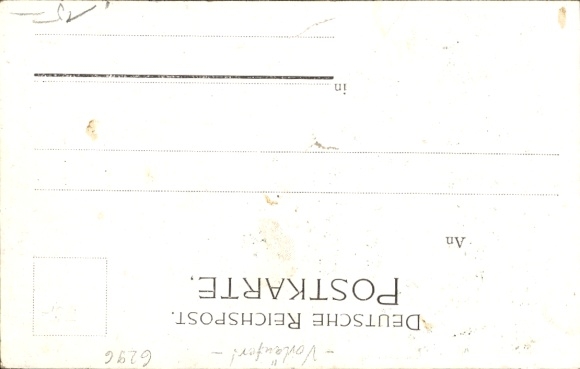 6296 - Vorläufer! -
DEUTSCHE REICHSPOST.
POSTKARTE.
An
in